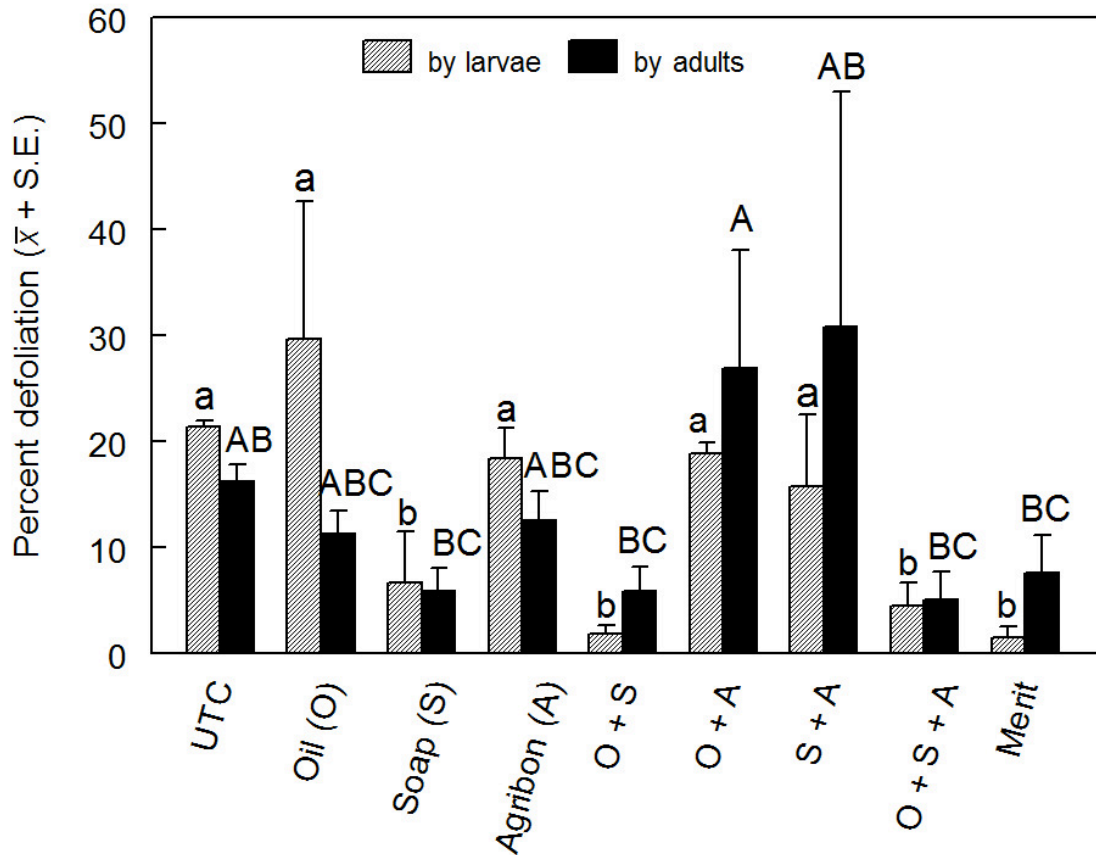 Percent defoliation (x̅ + S.E.)
60
50
40
30
20
10
0
by larvae
by adults
a
AB
a
ABC
b
BC
a
ABC
b
BC
a
A
a
AB
b
BC
b
BC
UTC
Oil (O)
Soap (S)
Agribon (A)
O + S
O + A
S + A
O + S + A
Merit